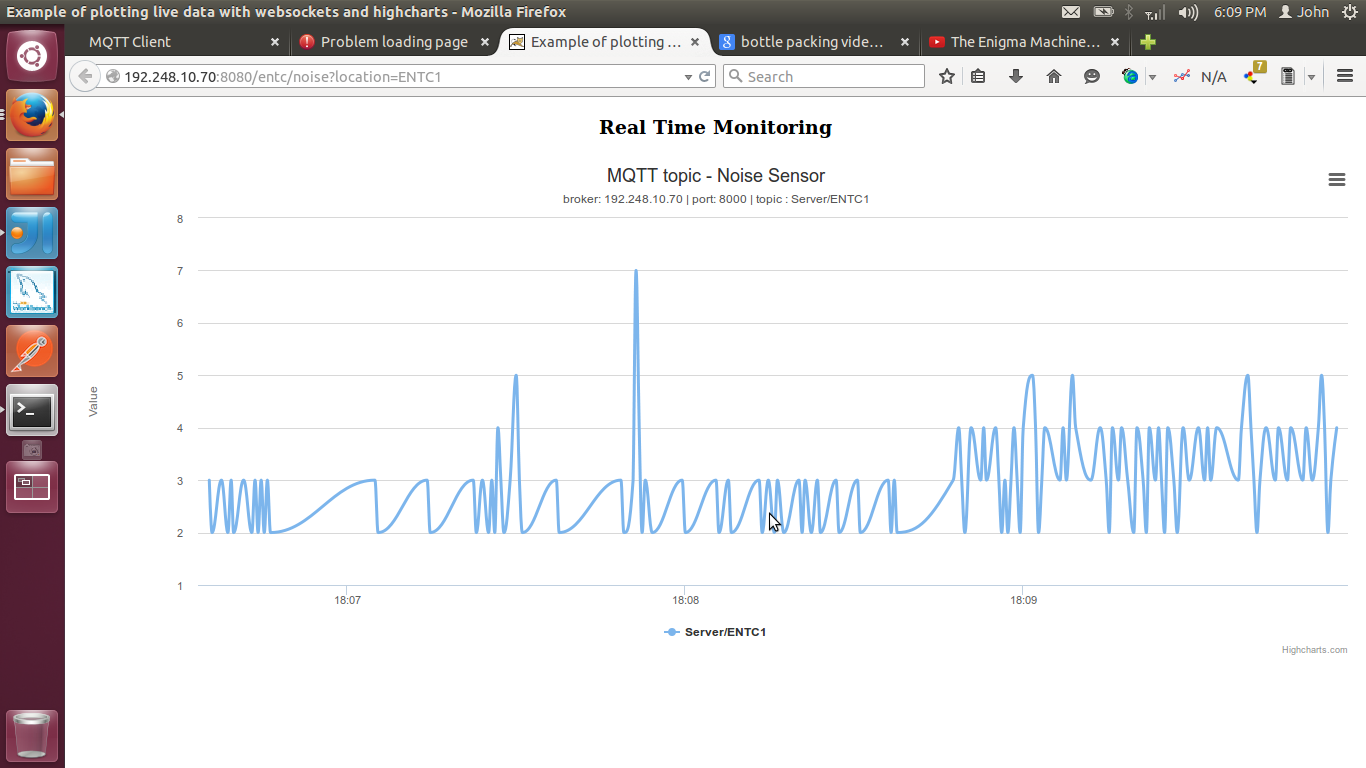 Example of plotting live data with websockets and highcharts - Mozilla Firefox
6:09 PM
John
MQTT Client
Problem loading page
Example of plotting ...
bottle packing vide...
The Enigma Machine...
192.248.10.70:8080/entc/noise?location=ENTC1
Search
N/A
7
Real Time Monitoring
MQTT topic - Noise Sensor
broker: 192.248.10.70 | port: 8000 | topic : Server/ENTC1
8
7
6
5
4
3
2
1
Value
18:07
18:08
18:09
Server/ENTC1
Highcharts.com